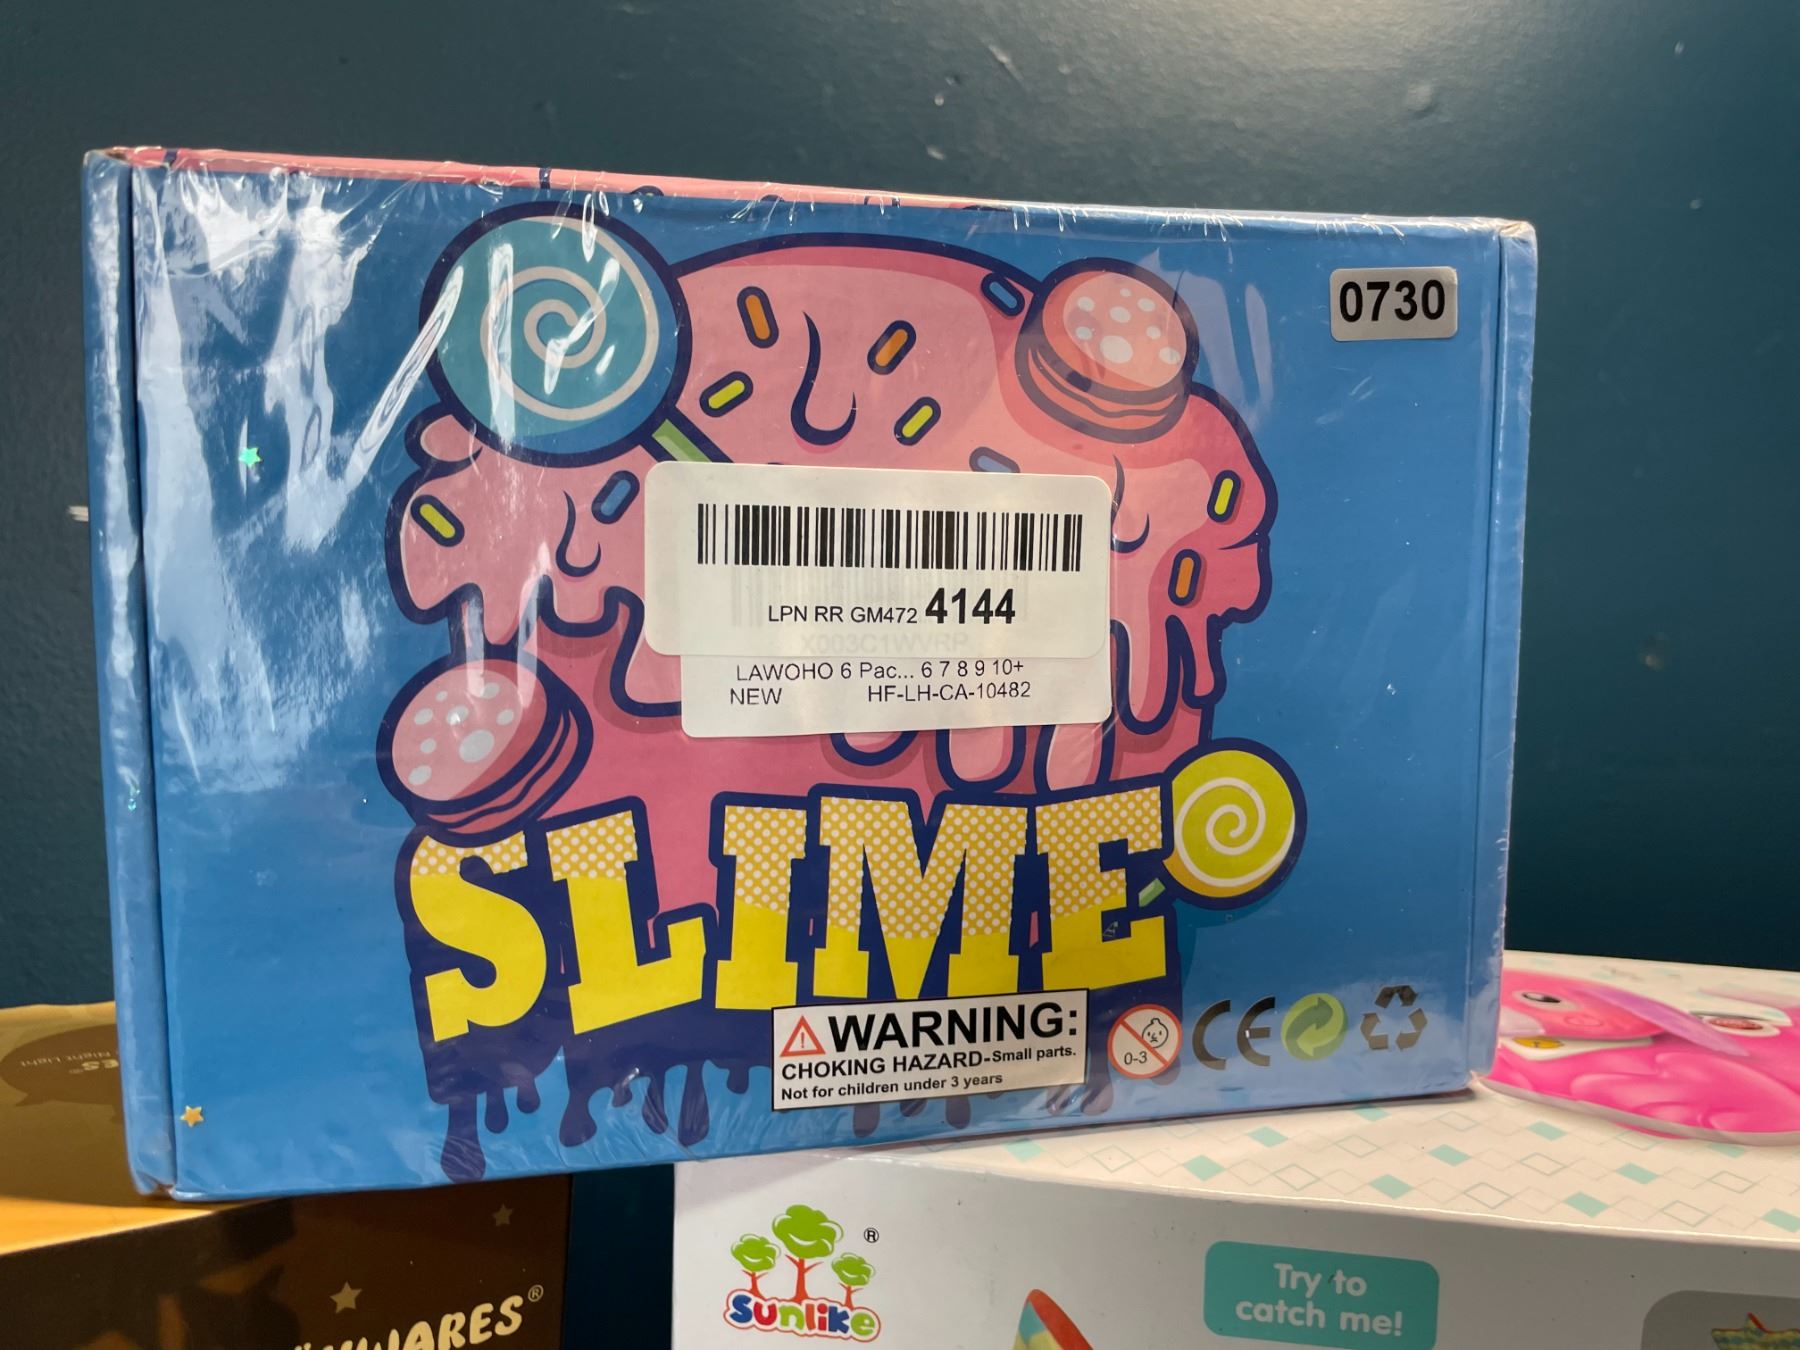 0730
LPN RR GM472 4144
X003C1WVRP
LAWOHO 6 Pac... 6 7 8 9 10+
NEW HF-LH-CA-10482
SLIME
WARNING:
CHOKING HAZARD-Small parts.
Not for children under 3 years
0-3
CE
Night Light
®
sunlike
Try to
catch me!
WARES®